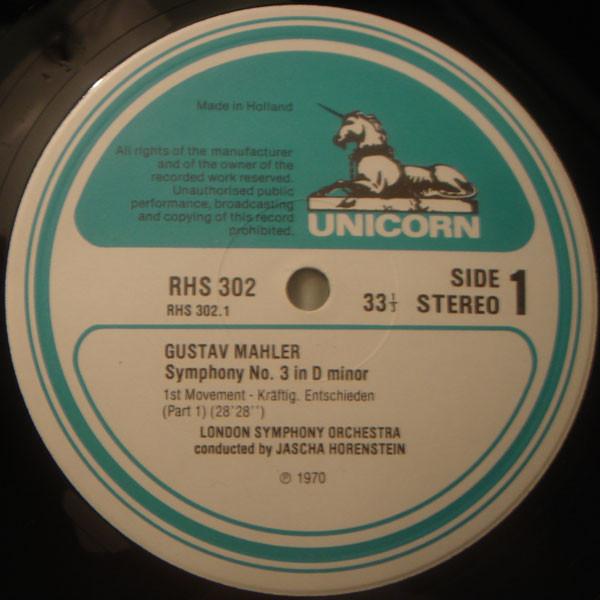 Made in Holland
All rights of the manufacturer
and of the owner of the
recorded work reserved.
Unauthorised public
performance, broadcasting
and copying of this record
prohibited.
UNICORN
RHS 302
RHS 302.1
33⅓
SIDE 1
STEREO
GUSTAV MAHLER
Symphony No. 3 in D minor
1st Movement - Kräftig. Entschieden
(Part 1) (28'28'')
LONDON SYMPHONY ORCHESTRA
conducted by JASCHA HORENSTEIN
℗ 1970